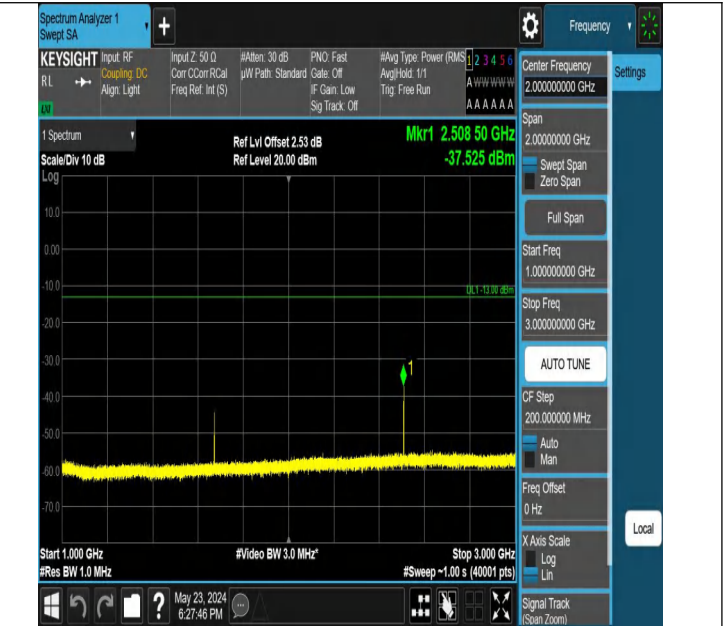 Spectrum Analyzer 1
Swept SA
Frequency
KEYSIGHT
RL
Input: RF
Coupling: DC
Align: Light
Input Z: 50 Ω
Corr CCorr RCal
Freq Ref: Int (S)
#Atten: 30 dB
µW Path: Standard
PNO: Fast
Gate: Off
IF Gain: Low
Sig Track: Off
#Avg Type: Power (RMS
Avg|Hold: 1/1
Trig: Free Run
1 2 3 4 5 6
A W W W W W
A A A A A A
1 Spectrum
Scale/Div 10 dB
Log
Ref Lvl Offset 2.53 dB
Ref Level 20.00 dBm
Mkr1 2.508 50 GHz
-37.525 dBm
10.0
0.00
-10.0
DL1 -13.00 dBm
-20.0
-30.0
1
-40.0
-50.0
-60.0
-70.0
Start 1.000 GHz
#Res BW 1.0 MHz
#Video BW 3.0 MHz*
Stop 3.000 GHz
#Sweep ~1.00 s (40001 pts)
May 23, 2024
6:27:46 PM
?
Center Frequency
2.000000000 GHz
Settings
Span
2.00000000 GHz
Swept Span
Zero Span
Full Span
Start Freq
1.000000000 GHz
Stop Freq
3.000000000 GHz
AUTO TUNE
CF Step
200.000000 MHz
Auto
Man
Freq Offset
0 Hz
X Axis Scale
Log
Lin
Local
Signal Track
(Span Zoom)